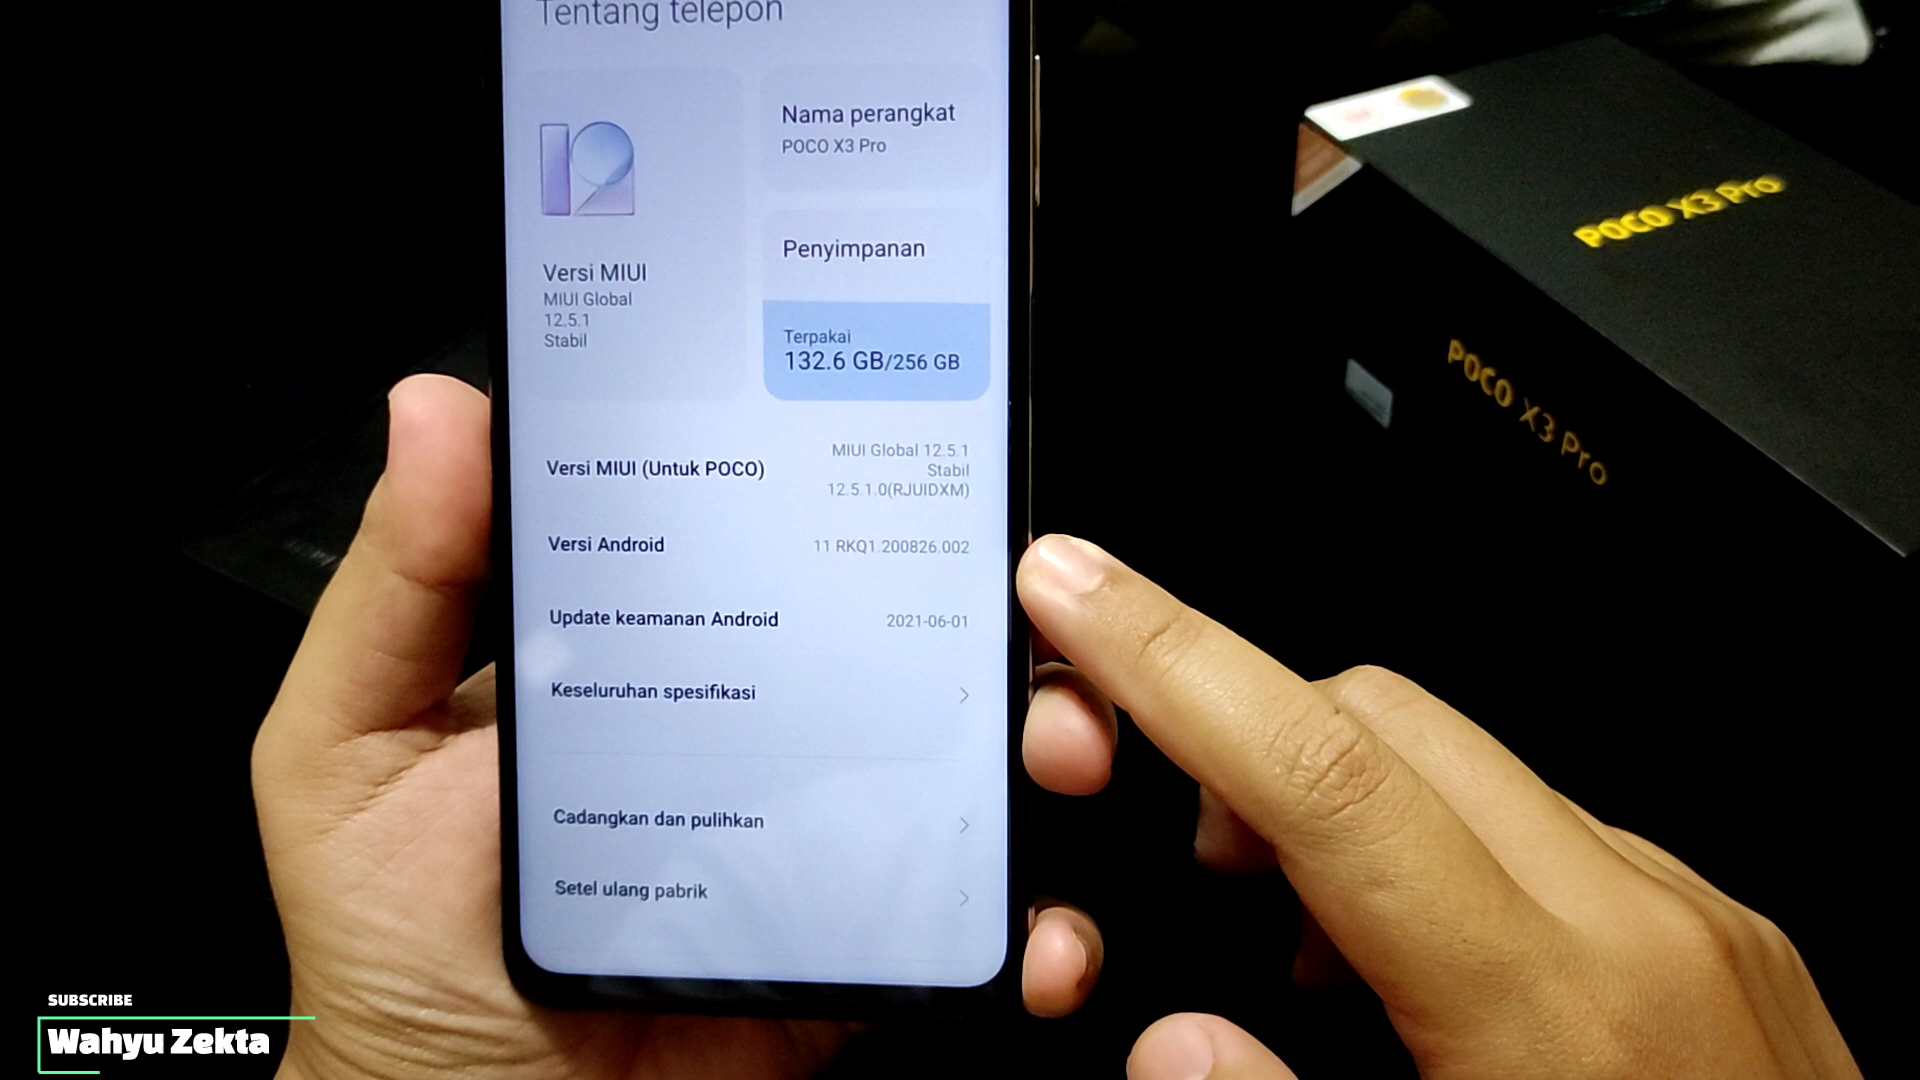 Tentang telepon
12
Versi MIUI
MIUI Global
12.5.1
Stabil
Nama perangkat
POCO X3 Pro
Penyimpanan
Terpakai
132.6 GB/256 GB
Versi MIUI (Untuk POCO)
MIUI Global 12.5.1
Stabil
12.5.1.0(RJUIDXM)
Versi Android
11 RKQ1.200826.002
Update keamanan Android
2021-06-01
Keseluruhan spesifikasi
Cadangkan dan pulihkan
Setel ulang pabrik
POCO X3 Pro
POCO X3 Pro
SUBSCRIBE
Wahyu Zekta